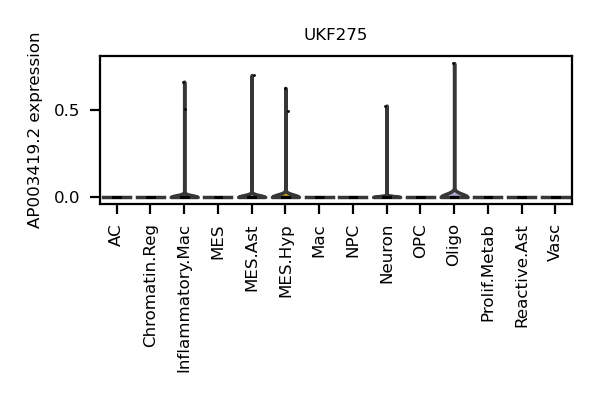 UKF275
AP003419.2 expression
0.5
0.0
AC
Chromatin.Reg
Inflammatory.Mac
MES
MES.Ast
MES.Hyp
Mac
NPC
Neuron
OPC
Oligo
Prolif.Metab
Reactive.Ast
Vasc